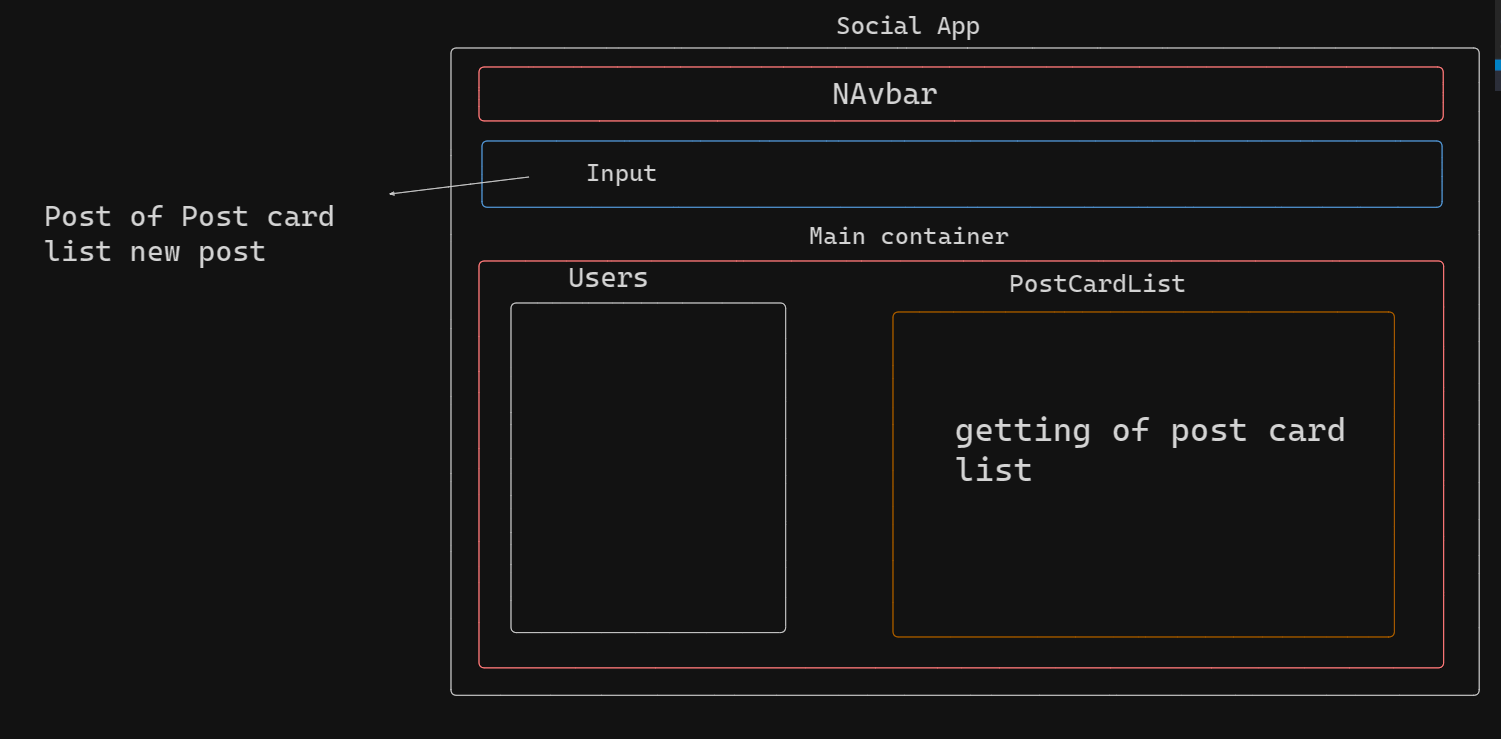 Social App
NAvbar
Input
Post of Post card
list new post
Main container
Users
PostCardList
getting of post card
list